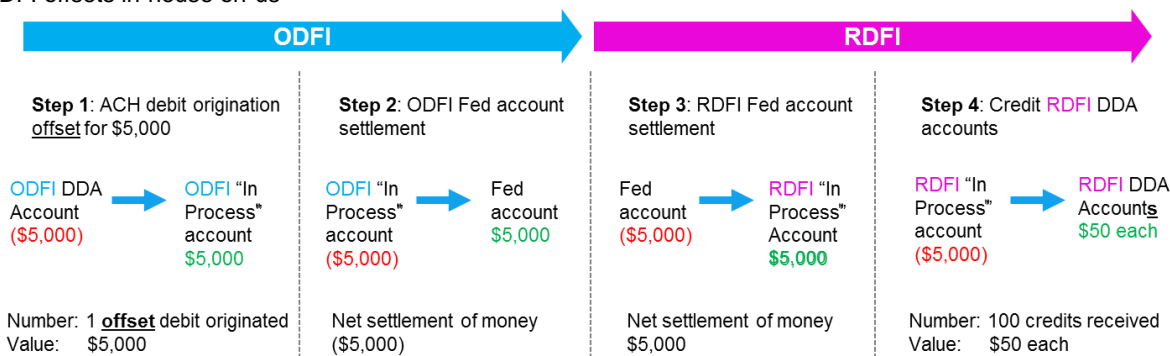 ODFI
RDFI
Step 1: ACH debit origination
offset for $5,000
Step 2: ODFI Fed account
settlement
Step 3: RDFI Fed account
settlement
Step 4: Credit RDFI DDA
accounts
ODFI DDA
Account
($5,000)
ODFI “In
Process”
account
$5,000
ODFI “In
Process”
account
($5,000)
Fed
account
$5,000
Fed
account
($5,000)
RDFI “In
Process”
Account
$5,000
RDFI “In
Process”
account
($5,000)
RDFI DDA
Accounts
$50 each
Number: 1 offset debit originated
Value: $5,000
Net settlement of money
($5,000)
Net settlement of money
$5,000
Number: 100 credits received
Value: $50 each